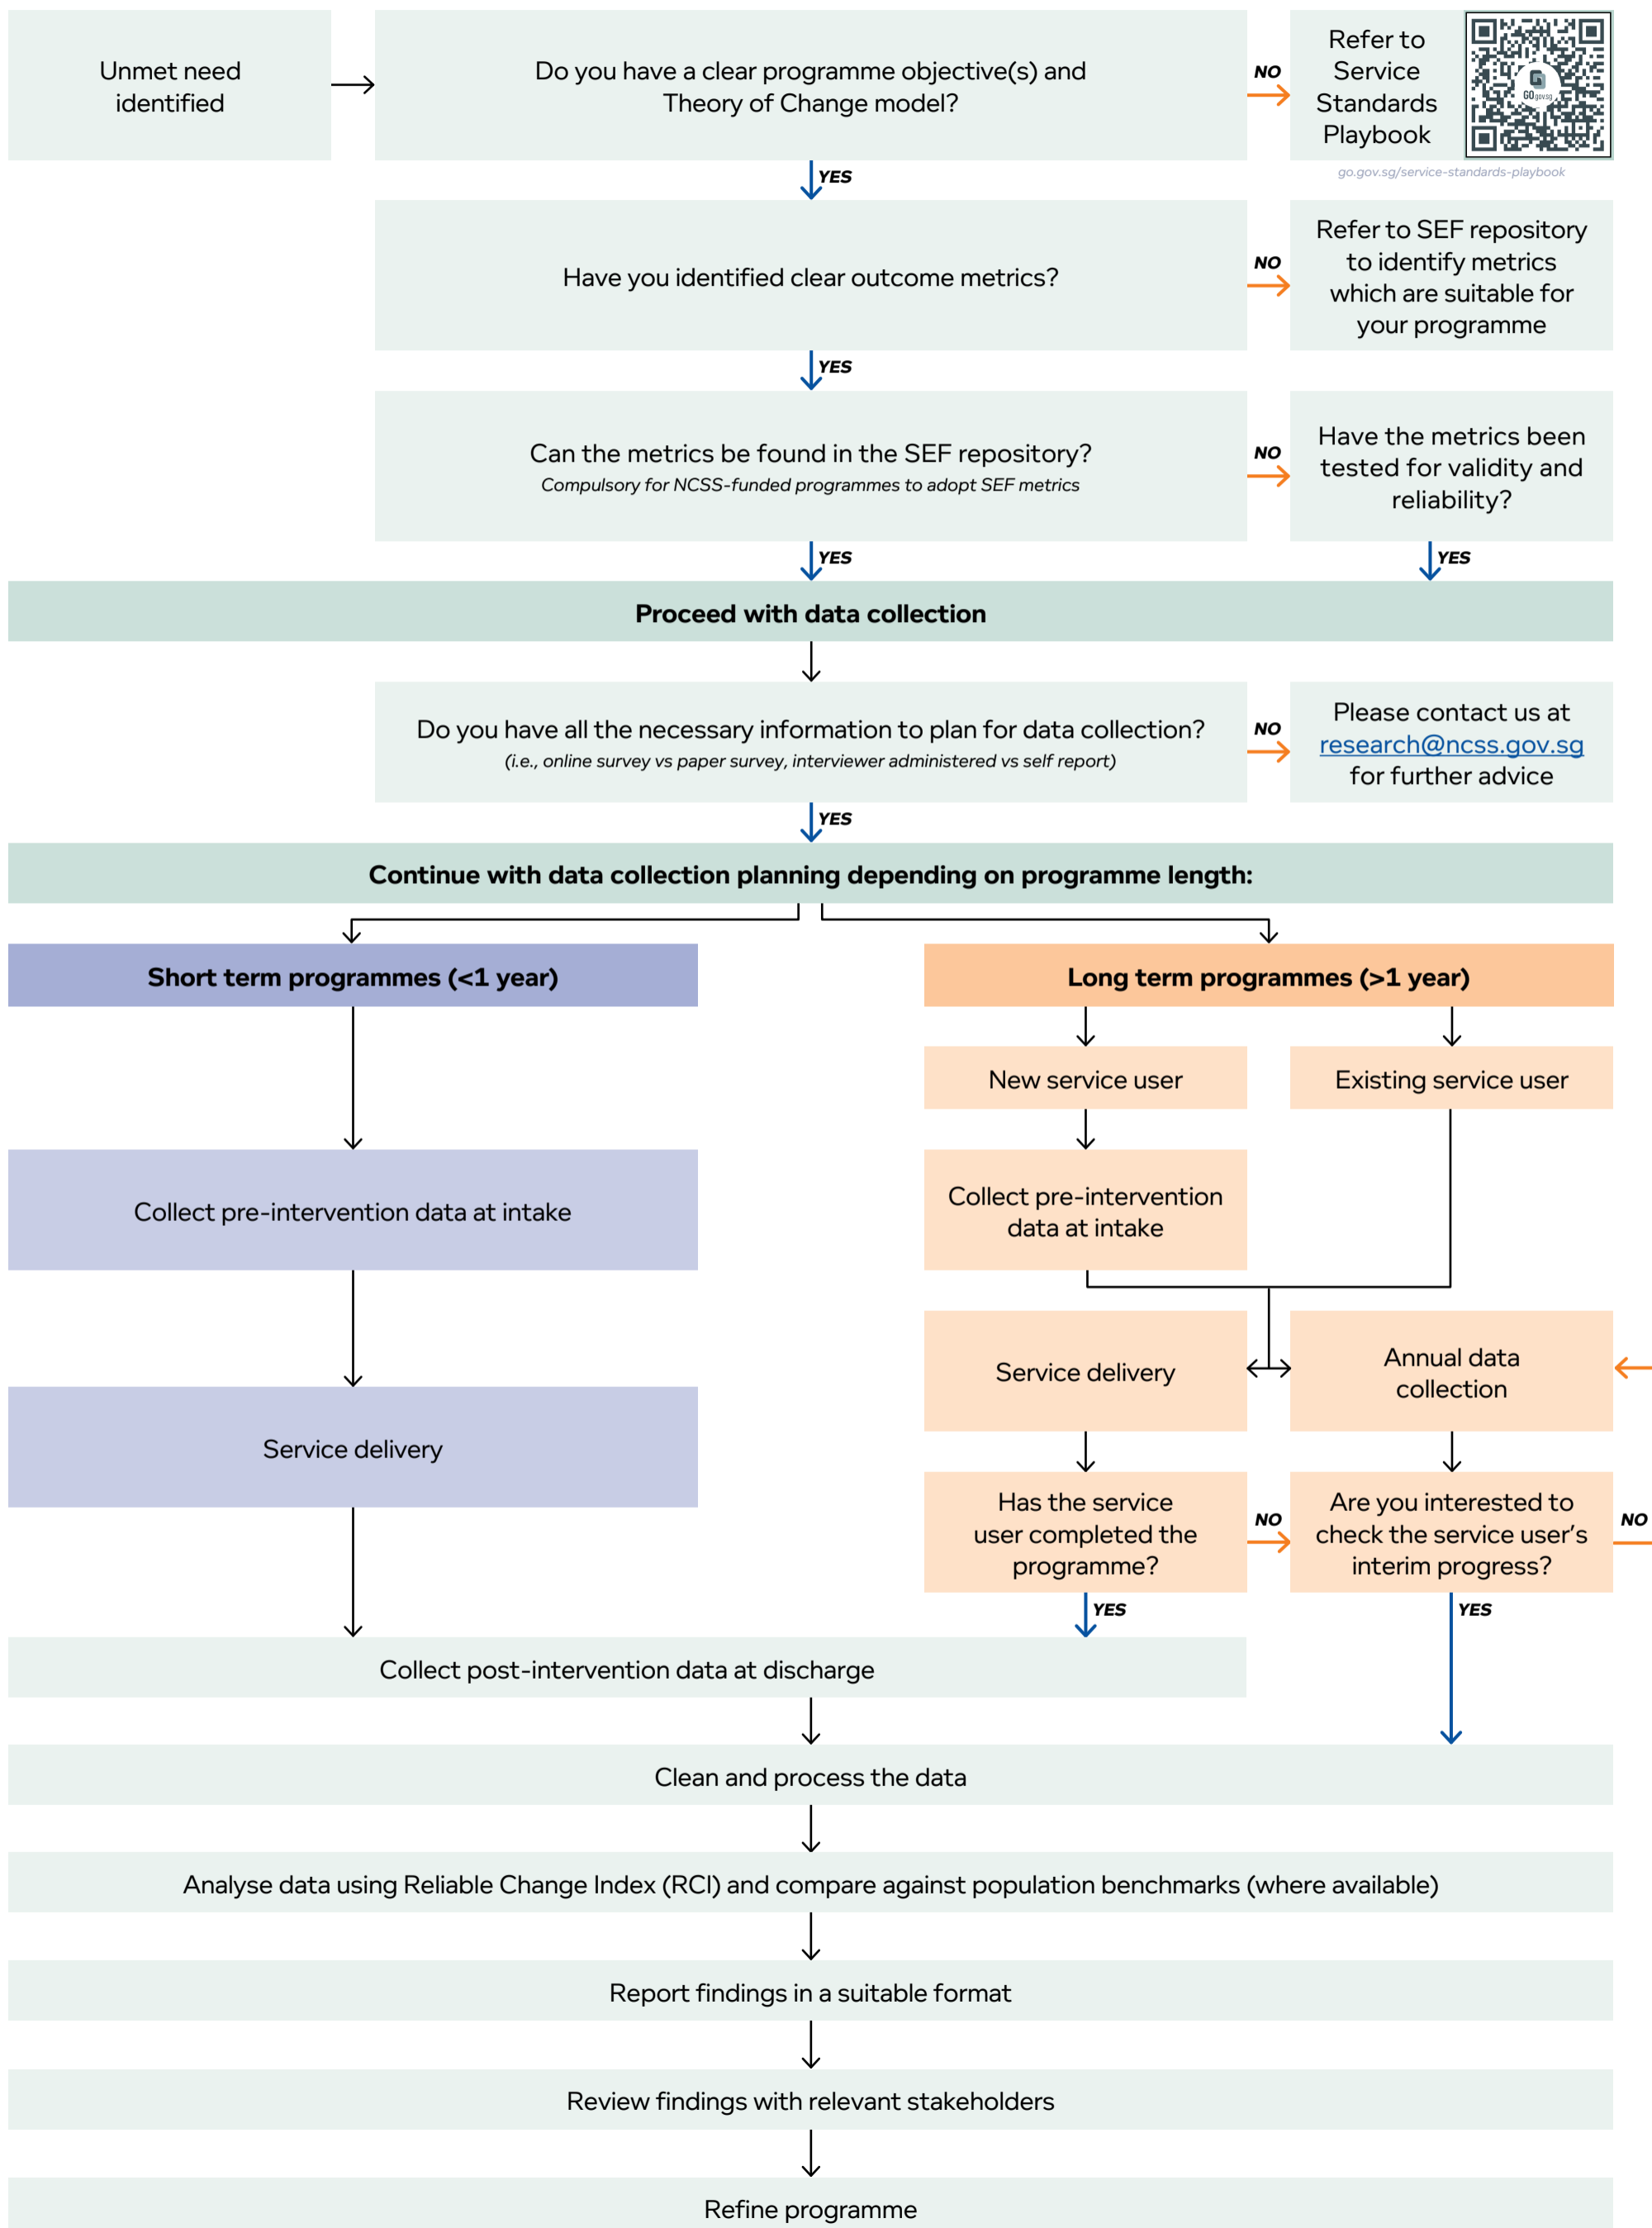 Unmet need
identified
Do you have a clear programme objective(s) and
Theory of Change model?
NO
Refer to
Service
Standards
Playbook
GOgovsg
go.gov.sg/service-standards-playbook
YES
Have you identified clear outcome metrics?
NO
Refer to SEF repository
to identify metrics
which are suitable for
your programme
YES
Can the metrics be found in the SEF repository?
Compulsory for NCSS-funded programmes to adopt SEF metrics
NO
Have the metrics been
tested for validity and
reliability?
YES
YES
Proceed with data collection
Do you have all the necessary information to plan for data collection?
(i.e., online survey vs paper survey, interviewer administered vs self report)
NO
Please contact us at
research@ncss.gov.sg
for further advice
YES
Continue with data collection planning depending on programme length:
Short term programmes (<1 year)
Long term programmes (>1 year)
New service user
Existing service user
Collect pre-intervention data at intake
Collect pre-intervention
data at intake
Service delivery
Annual data
collection
Service delivery
Has the service
user completed the
programme?
NO
Are you interested to
check the service user's
interim progress?
NO
YES
YES
Collect post-intervention data at discharge
Clean and process the data
Analyse data using Reliable Change Index (RCI) and compare against population benchmarks (where available)
Report findings in a suitable format
Review findings with relevant stakeholders
Refine programme